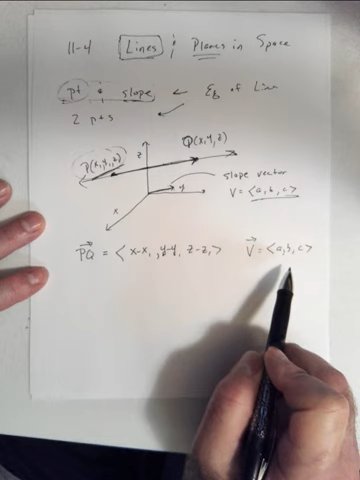 11-4 Lines & Planes in Space
pt & slope ← Eq of Line
2 pts
P(x₁,y₁,z₁)
Q(x,y,z)
z
slope vector
y
V = <a, b, c>
x
PQ = < x-x₁, y-y₁, z-z₁ >
V = <a, b, c>